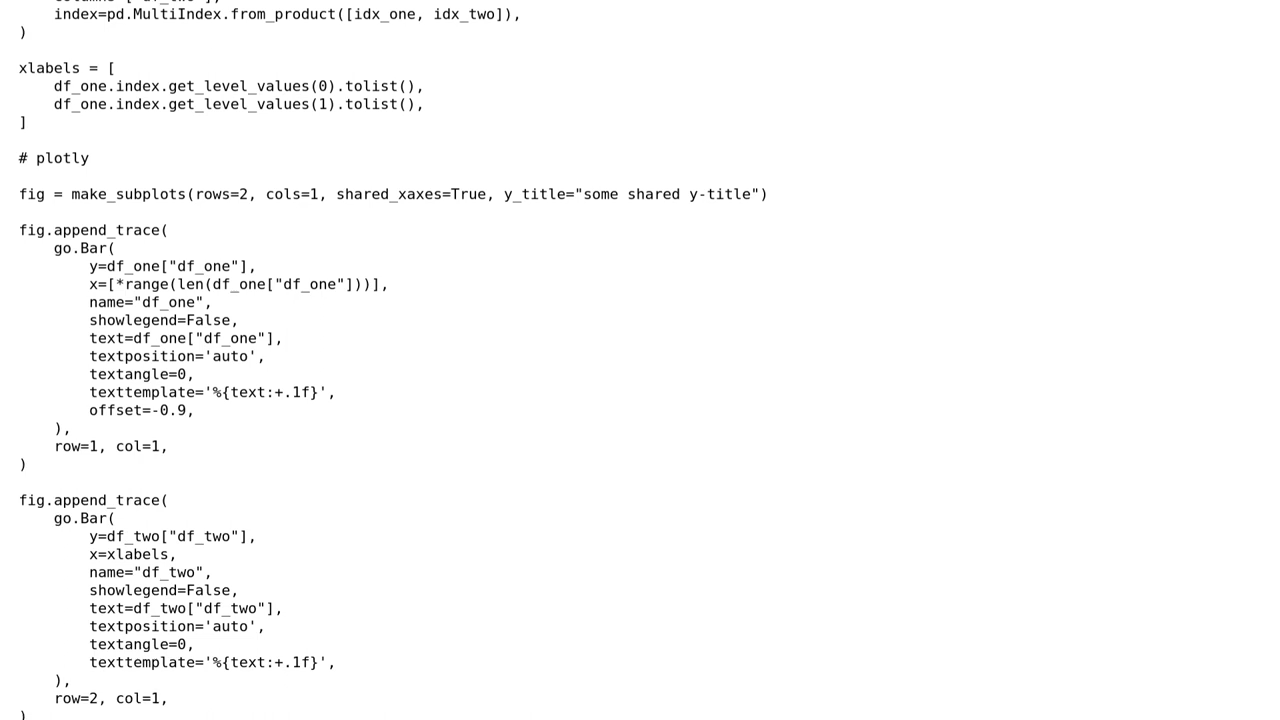 index=pd.MultiIndex.from_product([idx_one, idx_two]),
)

xlabels = [
    df_one.index.get_level_values(0).tolist(),
    df_one.index.get_level_values(1).tolist(),
]

# plotly

fig = make_subplots(rows=2, cols=1, shared_xaxes=True, y_title="some shared y-title")

fig.append_trace(
    go.Bar(
        y=df_one["df_one"],
        x=[*range(len(df_one["df_one"]))],
        name="df_one",
        showlegend=False,
        text=df_one["df_one"],
        textposition='auto',
        textangle=0,
        texttemplate='%{text:+.1f}',
        offset=-0.9,
    ),
    row=1, col=1,
)

fig.append_trace(
    go.Bar(
        y=df_two["df_two"],
        x=xlabels,
        name="df_two",
        showlegend=False,
        text=df_two["df_two"],
        textposition='auto',
        textangle=0,
        texttemplate='%{text:+.1f}',
    ),
    row=2, col=1,
)